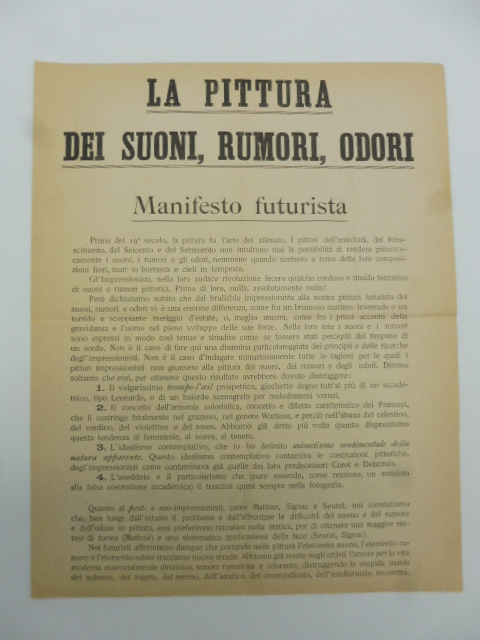 LA PITTURA
DEI SUONI, RUMORI, ODORI
Manifesto futurista
Prima del 19º secolo, la pittura fu l'arte del silenzio. I pittori dell'antichità, del Rina-
scimento, del Seicento e del Settecento non intuirono mai la possibilità di rendere pittorica-
camente i suoni, i rumori e gli odori, nemmeno quando scelsero a tema delle loro composi-
zioni fiori, mari in burrasca e cieli in tempesta.
Gl'Impressionisti, nella loro audace rivoluzione fecero qualche confuso e timido tentativo
di suoni e rumori pittorici. Prima di loro, nulla, assolutamente nulla!
Però dichiariamo subito che dal brulichìo impressionista alla nostra pittura futurista dei
suoni, rumori e odori vi è una enorme differenza, come fra un brumoso mattino invernale e un
torrido e scoppiante meriggio d'estate, o, meglio ancora, come fra i primi accenni della
gravidanza e l'uomo nel pieno sviluppo delle sue forze. Nelle loro tele i suoni e i rumori
sono espressi in modo così tenue e sbiadito come se fossero stati percepiti dal timpano di
un sordo. Non è il caso di fare qui una disamina particolareggiata dei principi e delle ricerche
degl'impressionisti. Non è il caso d'indagare minuziosamente tutte le ragioni per le quali i
pittori impressionisti non giunsero alla pittura dei suoni, dei rumori e degli odori. Diremo
soltanto che essi, per ottenere questo risultato avrebbero dovuto distruggere:
1. Il volgarissimo trompe-l'œil prospettico, giochetto degno tutt'al più di un accade-
mico, tipo Leonardo, o di un balordo scenografo per melodrammi veristi.
2. Il concetto dell'armonia coloristica, concetto e difetto caratteristico dei Francesi,
che li costringe fatalmente nel grazioso, nel genere Watteau, e perciò nell'abuso del celestino,
del verdino, del violettino e del roseo. Abbiamo già detto più volte quanto disprezziamo
questa tendenza al femminile, al soave, al tenero.
3. L'idealismo contemplativo, che io ho definito mimetismo sentimentale della
natura apparente. Questo idealismo contemplativo contamina le costruzioni pittoriche,
degl'impressionisti come contaminava già quelle dei loro predecessori Corot e Delacroix.
4. L'aneddoto e il particolarismo che (pure essendo, come reazione, un antidoto
alla falsa costruzione accademica) li trascina quasi sempre nella fotografia.
Quanto ai post- e neo-impressionisti, come Matisse, Signac e Seurat, noi constatiamo
che, ben lungi dall'intuire il problema e dall'affrontare le difficoltà del suono e del rumore
e dell'odore in pittura, essi preferirono rinculare nella statica, pur di ottenere una maggior sin-
tesi di forma (Matisse) e una sistematica applicazione della luce (Seurat, Signac).
Noi futuristi affermiamo dunque che portando nella pittura l'elemento suono, l'elemento ru-
more e l'elemento odore tracciamo nuove strade. Abbiamo già creato negli artisti l'amore per la vita
moderna essenzialmente dinamica, sonora rumorosa e odorante, distruggendo la stupida mania
del solenne, del togato, del sereno, dell'ieratico, del mummificato, dell'intellettuale, insomma.